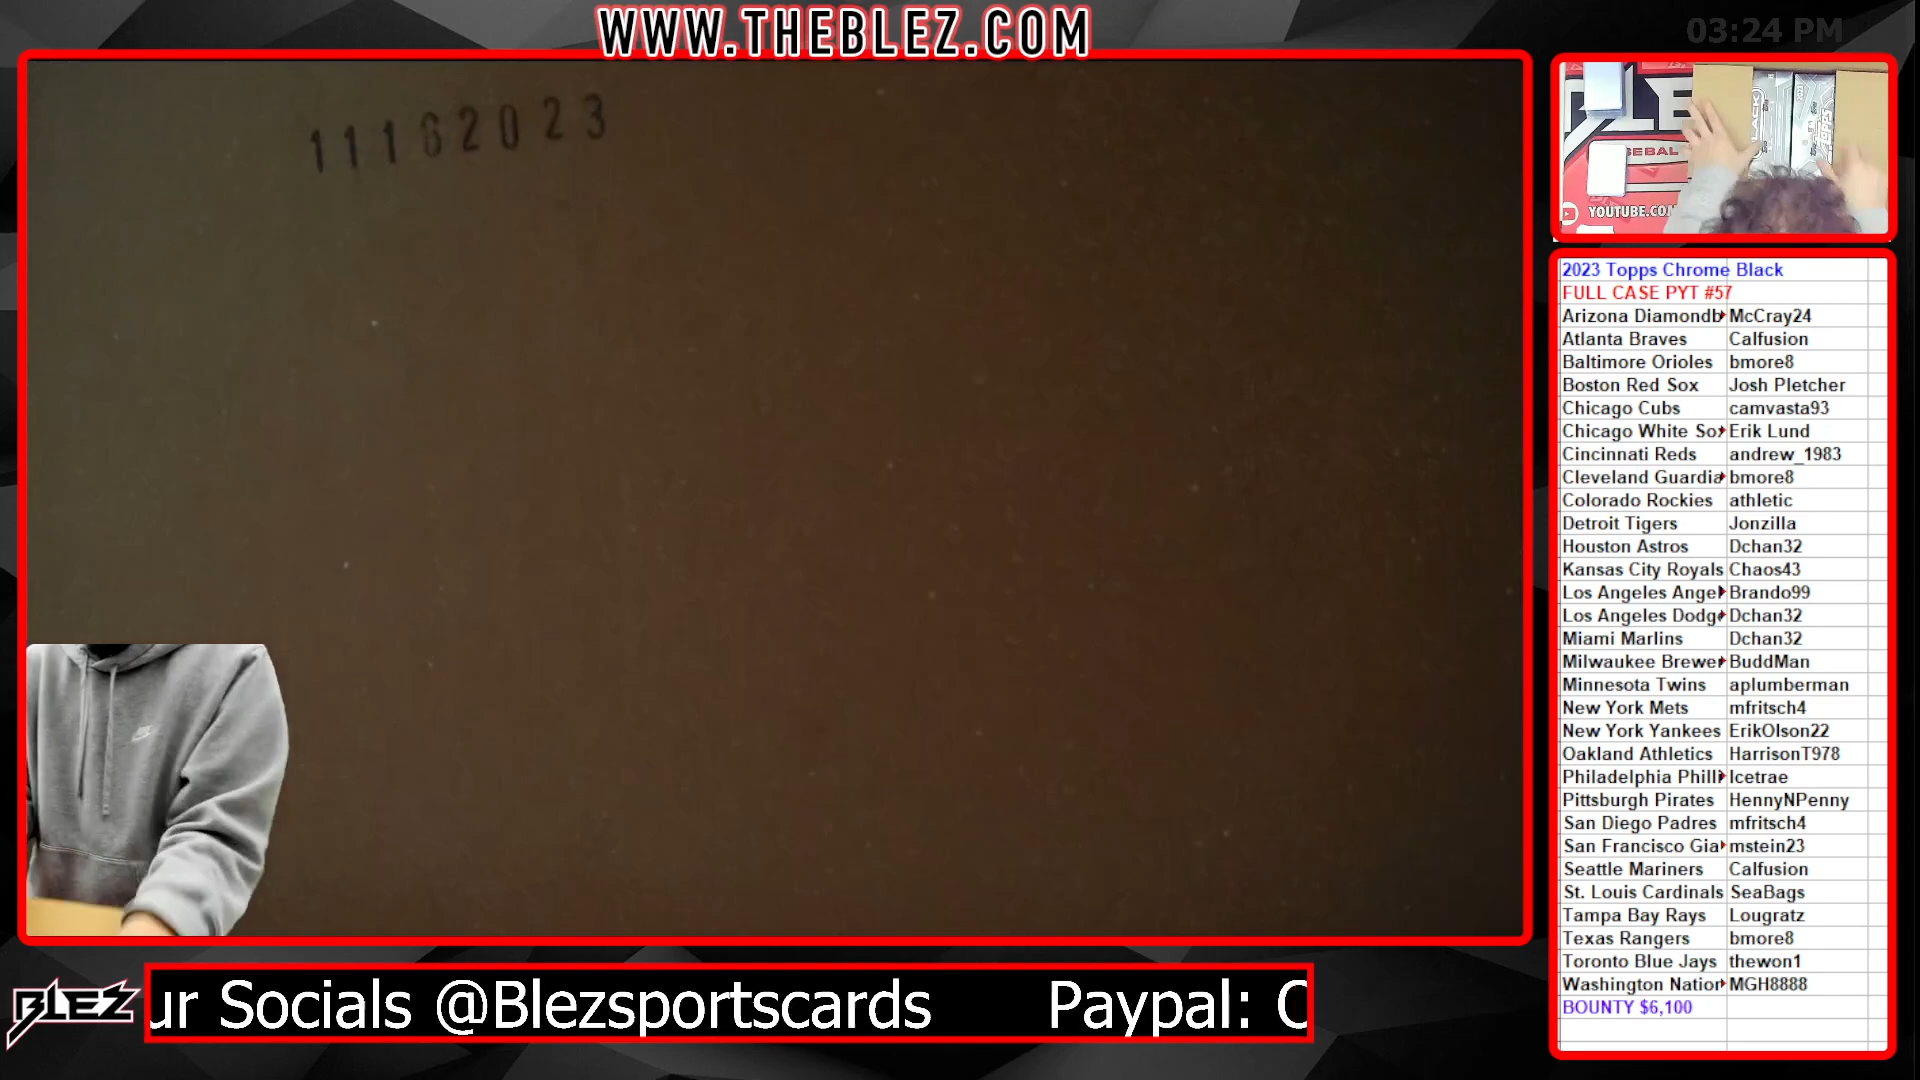 WWW.THEBLEZ.COM
03:24 PM
11162023
YOUTUBE.CO
2023 Topps Chrome Black
FULL CASE PYT #57
Arizona Diamondb McCray24
Atlanta Braves Calfusion
Baltimore Orioles bmore8
Boston Red Sox Josh Pletcher
Chicago Cubs camvasta93
Chicago White So Erik Lund
Cincinnati Reds andrew_1983
Cleveland Guardia bmore8
Colorado Rockies athletic
Detroit Tigers Jonzilla
Houston Astros Dchan32
Kansas City Royals Chaos43
Los Angeles Angel Brando99
Los Angeles Dodg Dchan32
Miami Marlins Dchan32
Milwaukee Brewer BuddMan
Minnesota Twins aplumberman
New York Mets mfritsch4
New York Yankees ErikOlson22
Oakland Athletics HarrisonT978
Philadelphia Philli Icetrae
Pittsburgh Pirates HennyNPenny
San Diego Padres mfritsch4
San Francisco Gia mstein23
Seattle Mariners Calfusion
St. Louis Cardinals SeaBags
Tampa Bay Rays Lougratz
Texas Rangers bmore8
Toronto Blue Jays thewon1
Washington Nation MGH8888
BOUNTY $6,100
BLEZ
ur Socials @Blezsportscards Paypal: C